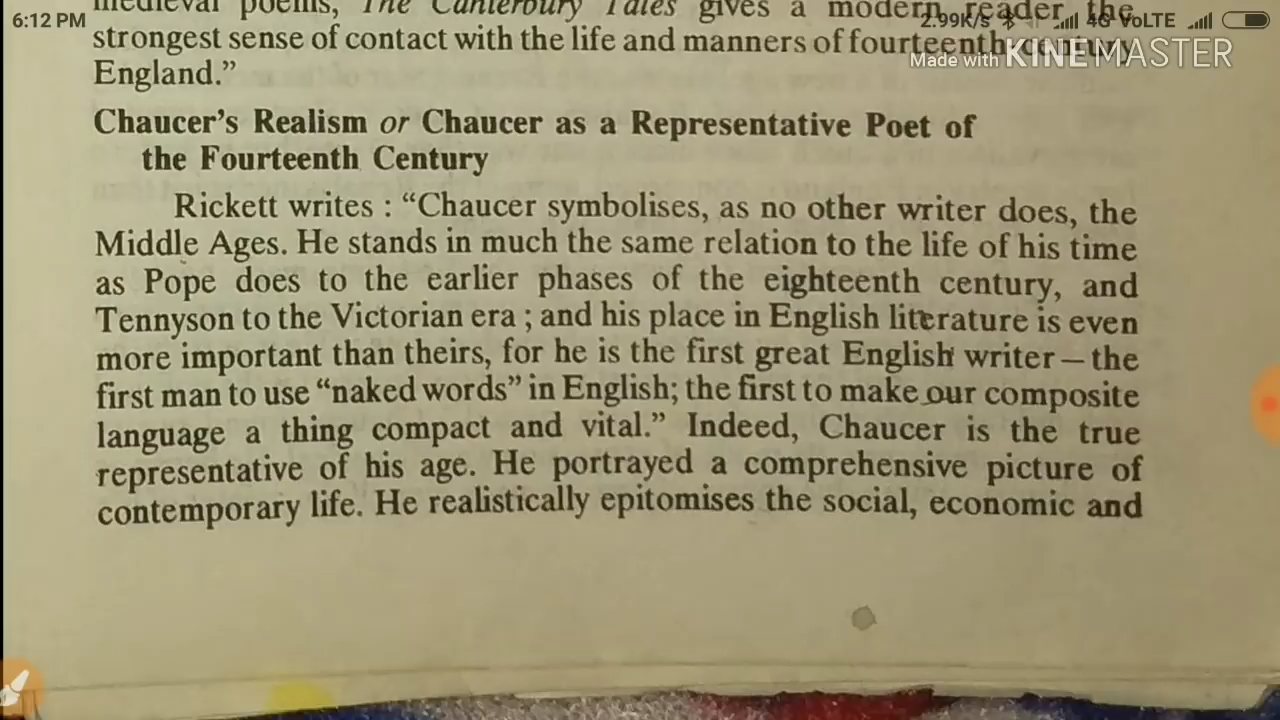 6:12 PM
2.99K/s 4G VoLTE
medieval poems, The Canterbury Tales gives a modern reader the
strongest sense of contact with the life and manners of fourteenth century
Made with KINEMASTER
England.”
Chaucer's Realism or Chaucer as a Representative Poet of
the Fourteenth Century
Rickett writes : “Chaucer symbolises, as no other writer does, the
Middle Ages. He stands in much the same relation to the life of his time
as Pope does to the earlier phases of the eighteenth century, and
Tennyson to the Victorian era ; and his place in English literature is even
more important than theirs, for he is the first great English writer—the
first man to use “naked words” in English; the first to make our composite
language a thing compact and vital.” Indeed, Chaucer is the true
representative of his age. He portrayed a comprehensive picture of
contemporary life. He realistically epitomises the social, economic and